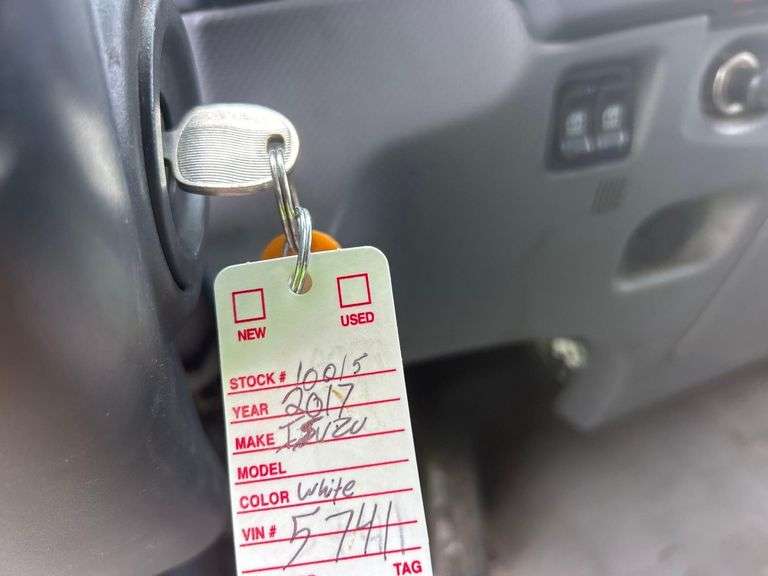 NEW USED
STOCK # 10015
YEAR 2017
MAKE ISUZU
MODEL
COLOR White
VIN # 5741
TAG